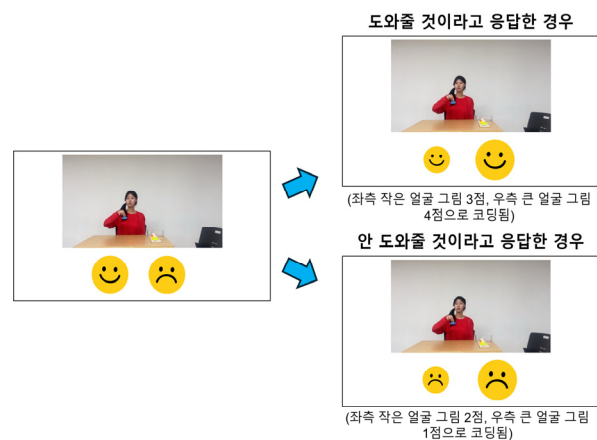 도와줄 것이라고 응답한 경우
(좌측 작은 얼굴 그림 3점, 우측 큰 얼굴 그림
4점으로 코딩됨)
안 도와줄 것이라고 응답한 경우
(좌측 작은 얼굴 그림 2점, 우측 큰 얼굴 그림
1점으로 코딩됨)